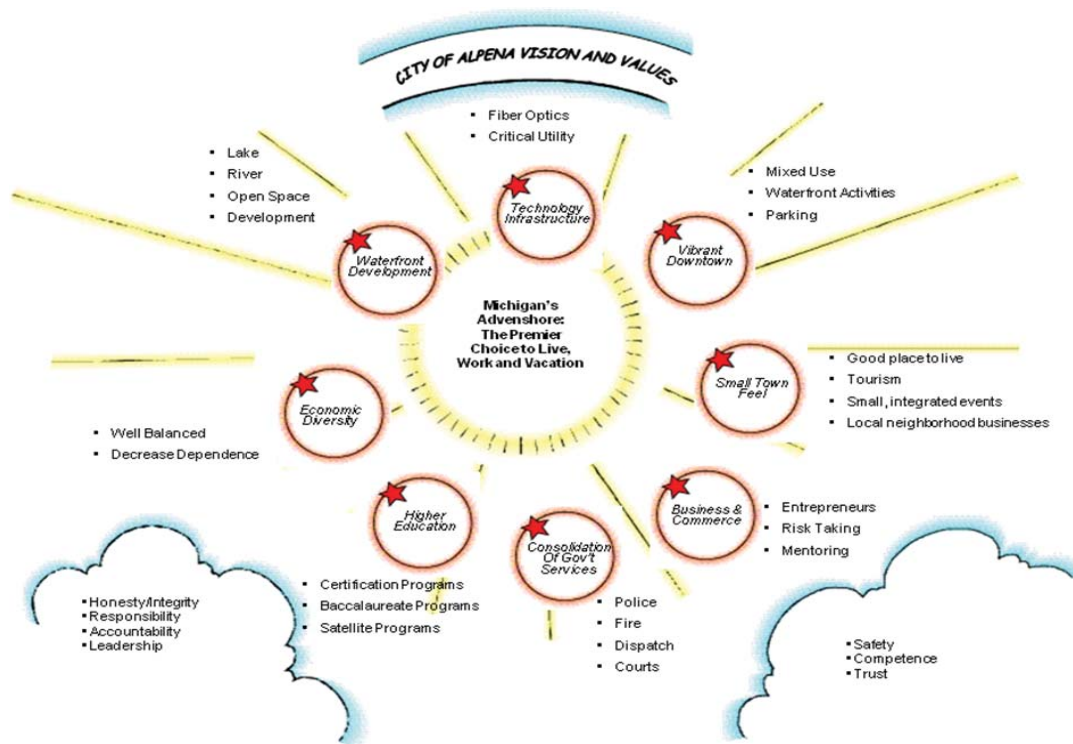 CITY OF ALPENA VISION AND VALUES
▪ Fiber Optics
▪ Critical Utility
▪ Lake
▪ River
▪ Open Space
▪ Development
▪ Mixed Use
▪ Waterfront Activities
▪ Parking
Technology
Infrastructure
Waterfront
Development
Vibrant
Downtown
Michigan's
Advenshore:
The Premier
Choice to Live,
Work and Vacation
Small Town
Feel
▪ Good place to live
▪ Tourism
▪ Small, integrated events
▪ Local neighborhood businesses
Economic
Diversity
▪ Well Balanced
▪ Decrease Dependence
Higher
Education
▪ Certification Programs
▪ Baccalaureate Programs
▪ Satellite Programs
Consolidation
Of Gov't
Services
▪ Police
▪ Fire
▪ Dispatch
▪ Courts
Business &
Commerce
▪ Entrepreneurs
▪ Risk Taking
▪ Mentoring
▪ Honesty/Integrity
▪ Responsibility
▪ Accountability
▪ Leadership
▪ Safety
▪ Competence
▪ Trust